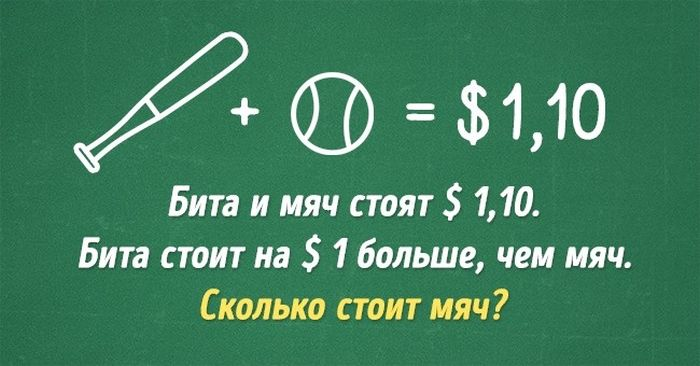 + = $1,10
Бита и мяч стоят $ 1,10.
Бита стоит на $ 1 больше, чем мяч.
Сколько стоит мяч?